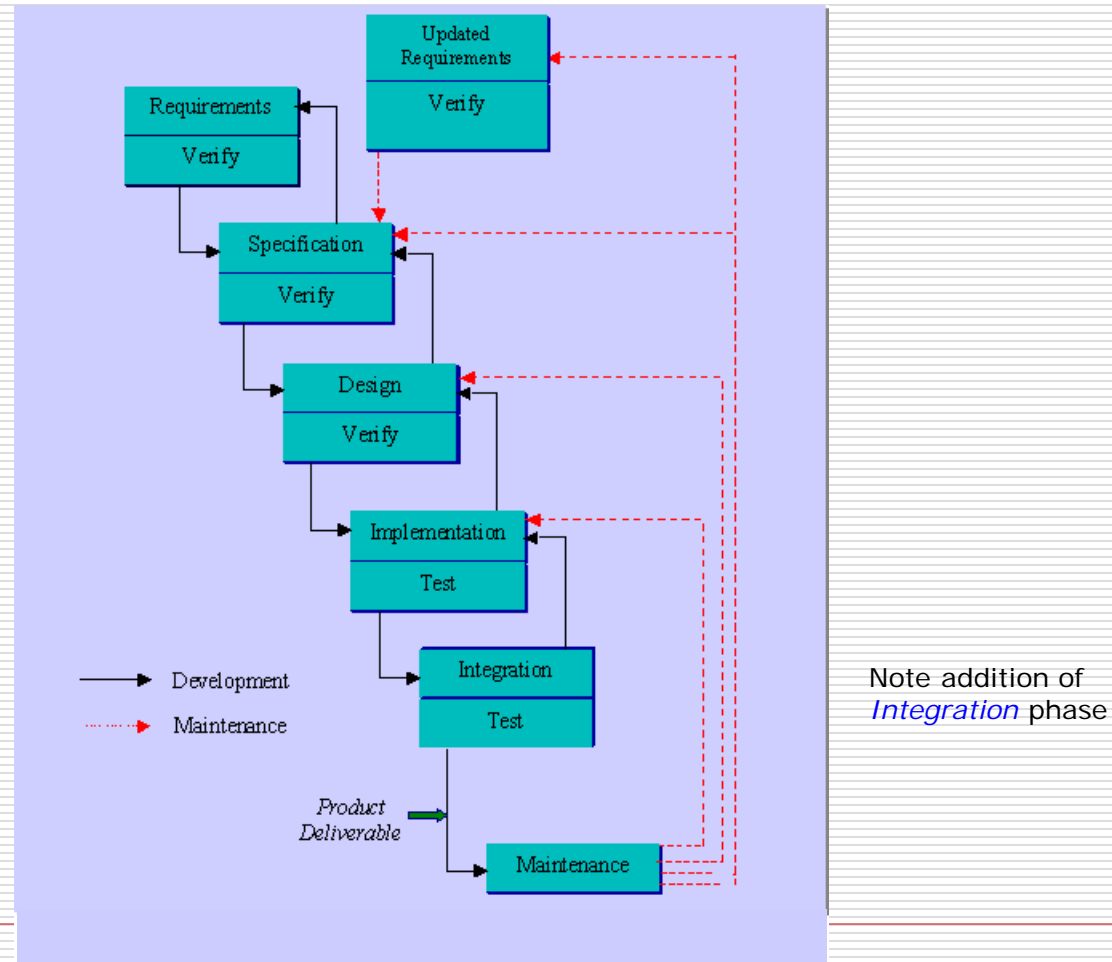 Updated
Requirements
Verify
Requirements
Verify
Specification
Verify
Design
Verify
Implementation
Test
Integration
Test
Development
Maintenance
Product
Deliverable
Maintenance
Note addition of
Integration phase